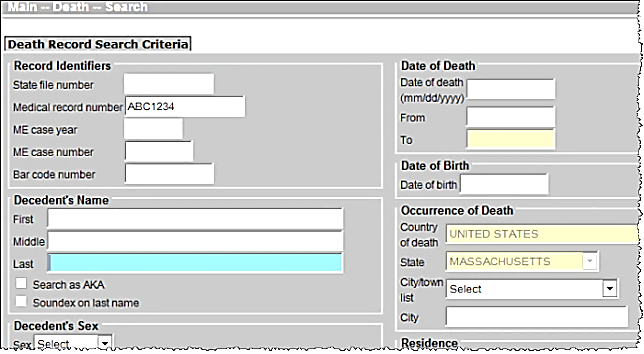 Main -- Death -- Search
Death Record Search Criteria
Record Identifiers
State file number
Medical record number ABC1234
ME case year
ME case number
Bar code number
Decedent's Name
First
Middle
Last
Search as AKA
Soundex on last name
Decedent's Sex
Sex Select
Date of Death
Date of death
(mm/dd/yyyy)
From
To
Date of Birth
Date of birth
Occurrence of Death
Country
of death
UNITED STATES
State MASSACHUSETTS
City/town
list
Select
City
Residence